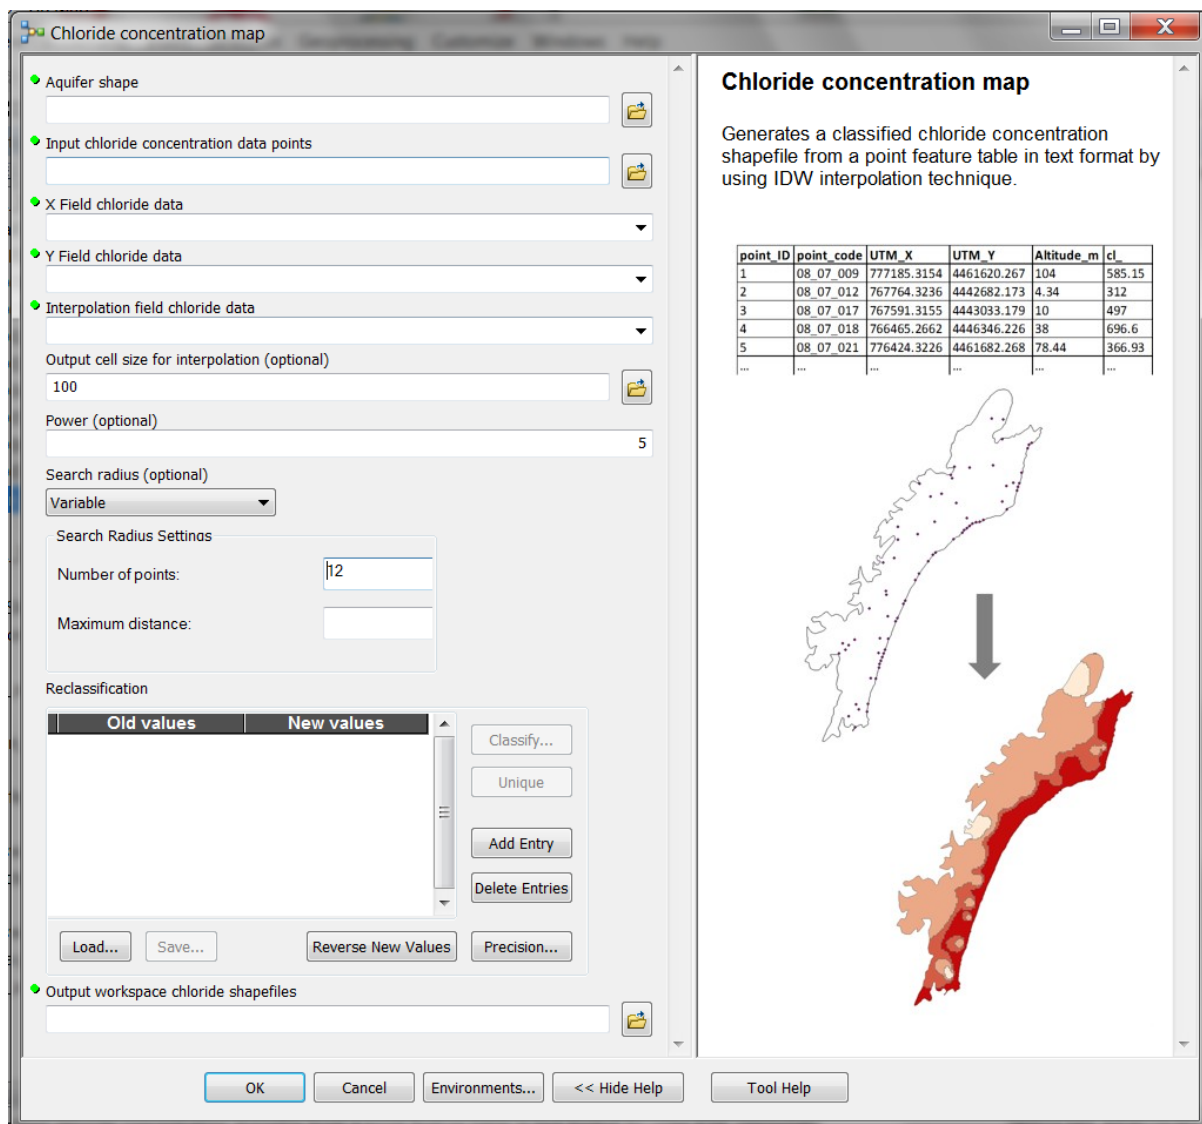 Chloride concentration map
Geoprocessing Customize Windows Help
Aquifer shape
Input chloride concentration data points
X Field chloride data
Y Field chloride data
Interpolation field chloride data
Output cell size for interpolation (optional)
100
Power (optional)
5
Search radius (optional)
Variable
Search Radius Settings
Number of points:
12
Maximum distance:
Reclassification
Old values New values
Classify...
Unique
Add Entry
Delete Entries
Load... Save... Reverse New Values Precision...
Output workspace chloride shapefiles
OK Cancel Environments... << Hide Help Tool Help
Chloride concentration map
Generates a classified chloride concentration
shapefile from a point feature table in text format by
using IDW interpolation technique.
point_ID point_code UTM_X UTM_Y Altitude_m cl_
1 08_07_009 777185.3154 4461620.267 104 585.15
2 08_07_012 767764.3236 4442682.173 4.34 312
3 08_07_017 767591.3155 4443033.179 10 497
4 08_07_018 766465.2662 4446346.226 38 696.6
5 08_07_021 776424.3226 4461682.268 78.44 366.93
... ... ... ... ... ...